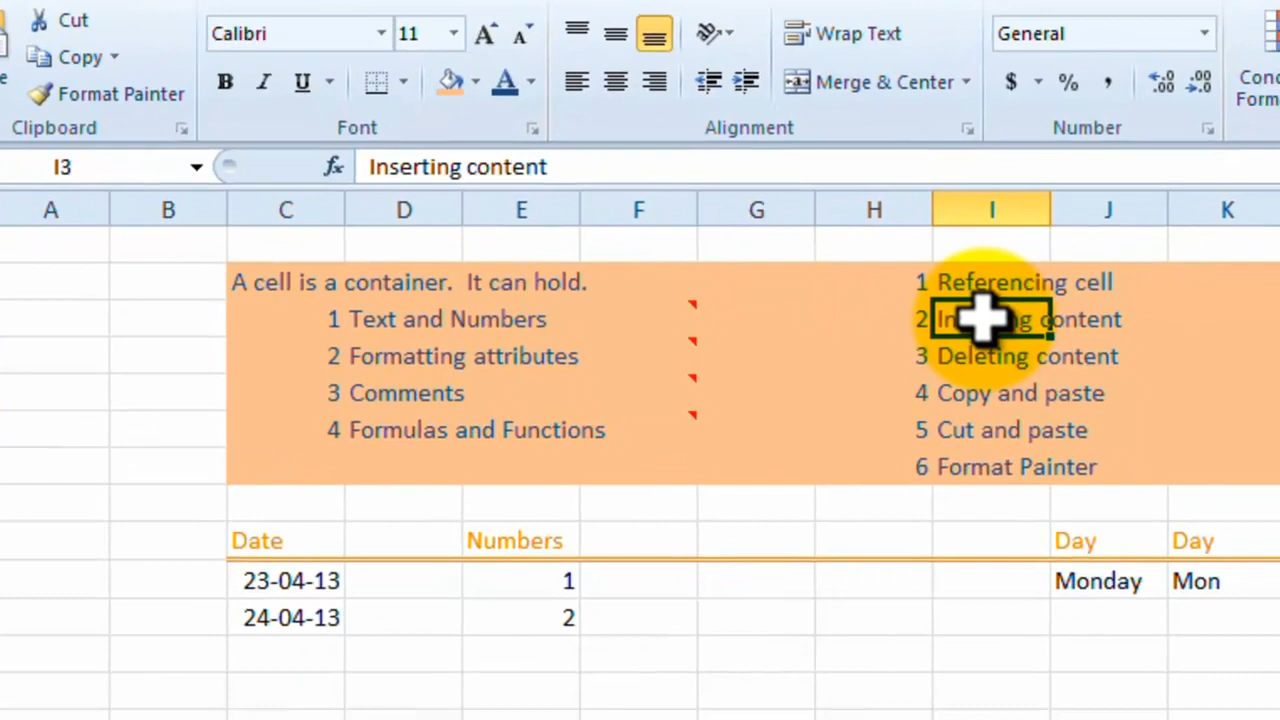 Cut
Calibri 11 A A Wrap Text General
Copy
Format Painter B I U A Merge & Center $ % , .00 .00
Clipboard Font Alignment Number
I3 fx Inserting content
A B C D E F G H I J K
A cell is a container. It can hold. 1 Referencing cell
1 Text and Numbers 2 content
2 Formatting attributes 3 Deleting content
3 Comments 4 Copy and paste
4 Formulas and Functions 5 Cut and paste
6 Format Painter
Date Numbers Day Day
23-04-13 1 Monday Mon
24-04-13 2